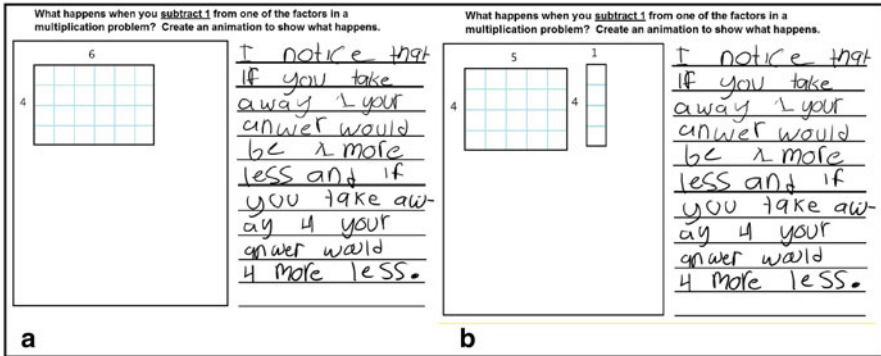 What happens when you subtract 1 from one of the factors in a
multiplication problem? Create an animation to show what happens.
6
4
I notice that
If you take
away 1 your
anwer would
be 1 more
less and if
you take aw-
ay 4 your
anwer would
4 more less.
a
What happens when you subtract 1 from one of the factors in a
multiplication problem? Create an animation to show what happens.
5
1
4
4
I notice that
If you take
away 1 your
anwer would
be 1 more
less and if
you take aw-
ay 4 your
anwer would
4 more less.
b